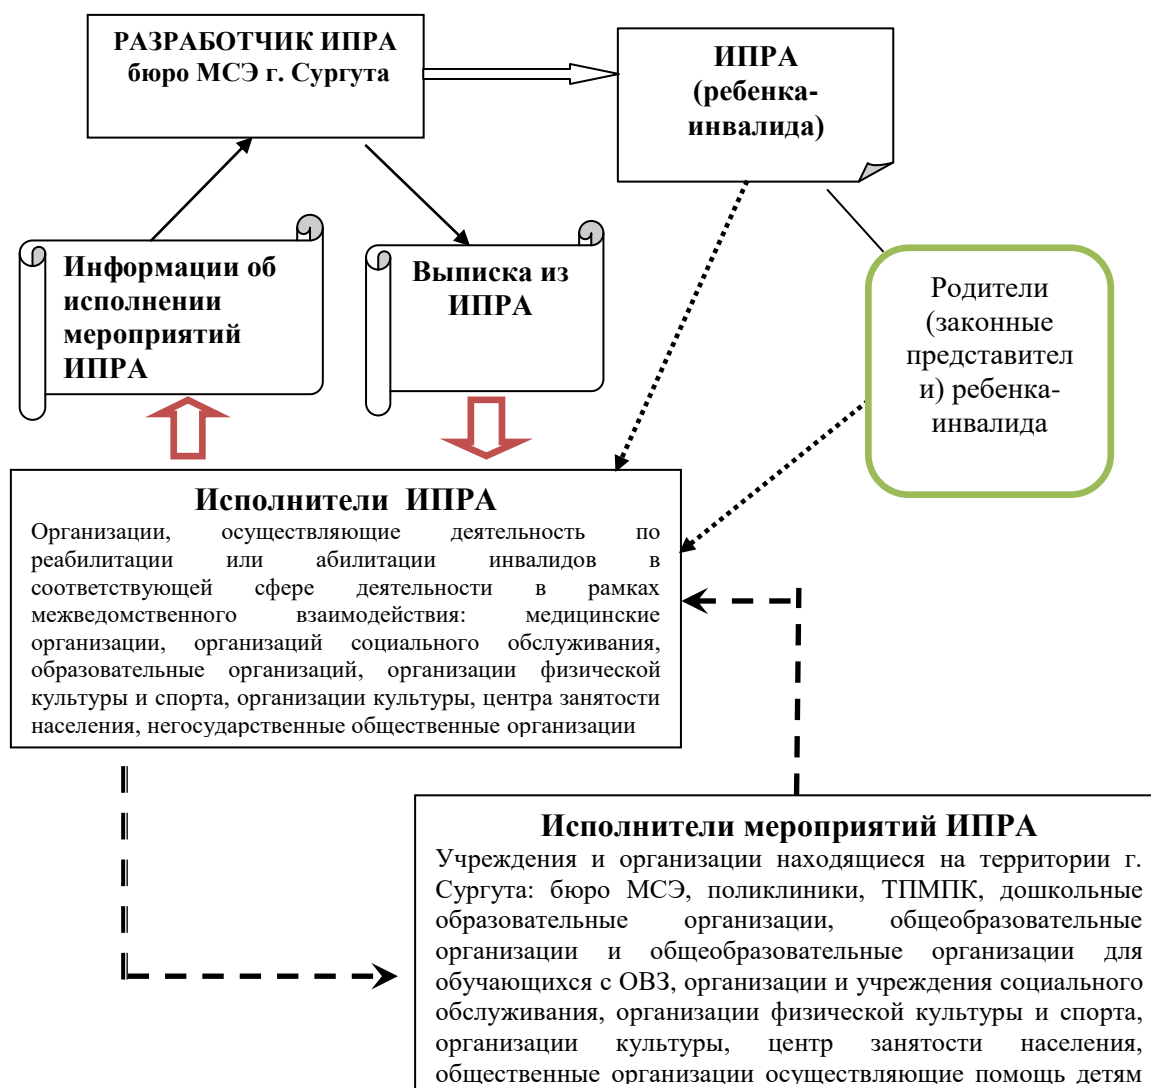 РАЗРАБОТЧИК ИПРА
бюро МСЭ г. Сургута
ИПРА
(ребенка-
инвалида)
Информации об
исполнении
мероприятий
ИПРА
Выписка из
ИПРА
Родители
(законные
представител
и) ребенка-
инвалида
Исполнители ИПРА
Организации, осуществляющие деятельность по
реабилитации или абилитации инвалидов в
соответствующей сфере деятельности в рамках
межведомственного взаимодействия: медицинские
организации, организаций социального обслуживания,
образовательные организаций, организации физической
культуры и спорта, организации культуры, центра занятости
населения, негосударственные общественные организации
Исполнители мероприятий ИПРА
Учреждения и организации находящиеся на территории г.
Сургута: бюро МСЭ, поликлиники, ТПМПК, дошкольные
образовательные организации, общеобразовательные
организации и общеобразовательные организации для
обучающихся с ОВЗ, организации и учреждения социального
обслуживания, организации физической культуры и спорта,
организации культуры, центр занятости населения,
общественные организации осуществляющие помощь детям